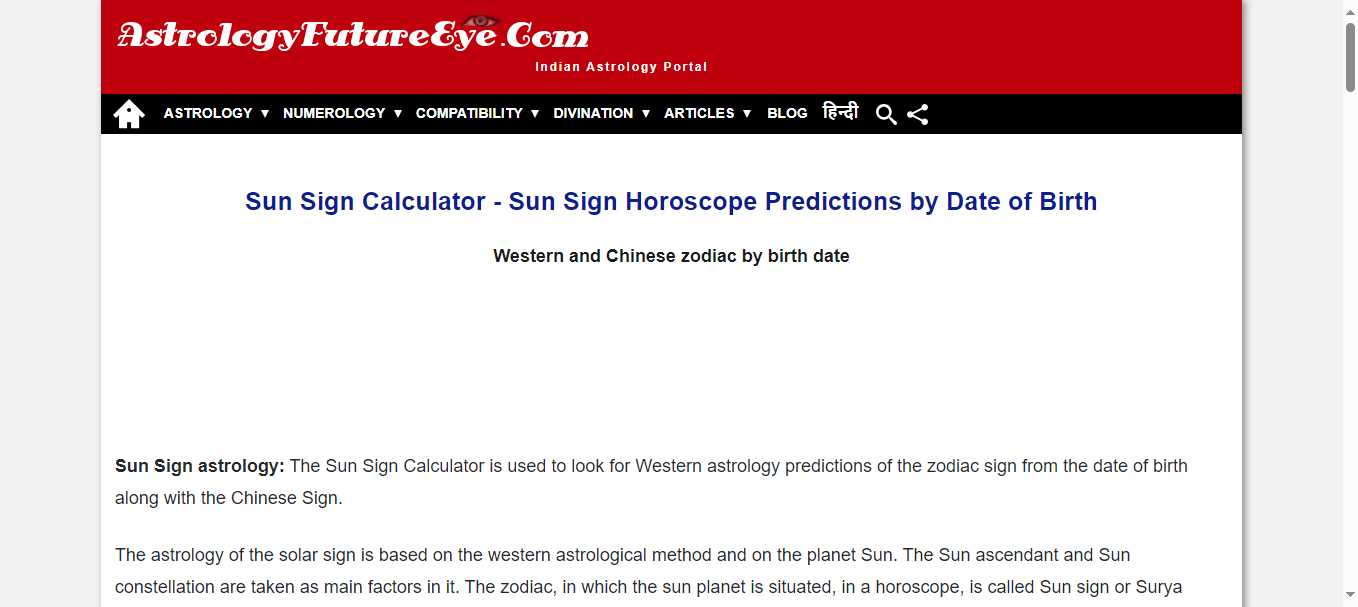 AstrologyFutureEye.Com
Indian Astrology Portal
ASTROLOGY ▼ NUMEROLOGY ▼ COMPATIBILITY ▼ DIVINATION ▼ ARTICLES ▼ BLOG हिन्दी
Sun Sign Calculator - Sun Sign Horoscope Predictions by Date of Birth
Western and Chinese zodiac by birth date
Sun Sign astrology: The Sun Sign Calculator is used to look for Western astrology predictions of the zodiac sign from the date of birth
along with the Chinese Sign.
The astrology of the solar sign is based on the western astrological method and on the planet Sun. The Sun ascendant and Sun
constellation are taken as main factors in it. The zodiac, in which the sun planet is situated, in a horoscope, is called Sun sign or Surya